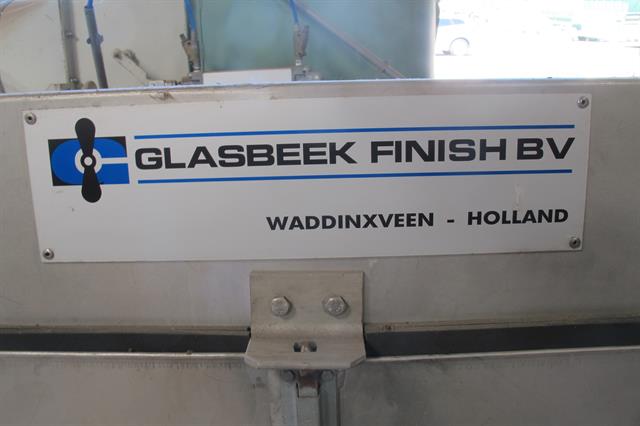 GLASBEEK FINISH BV
WADDINXVEEN - HOLLAND